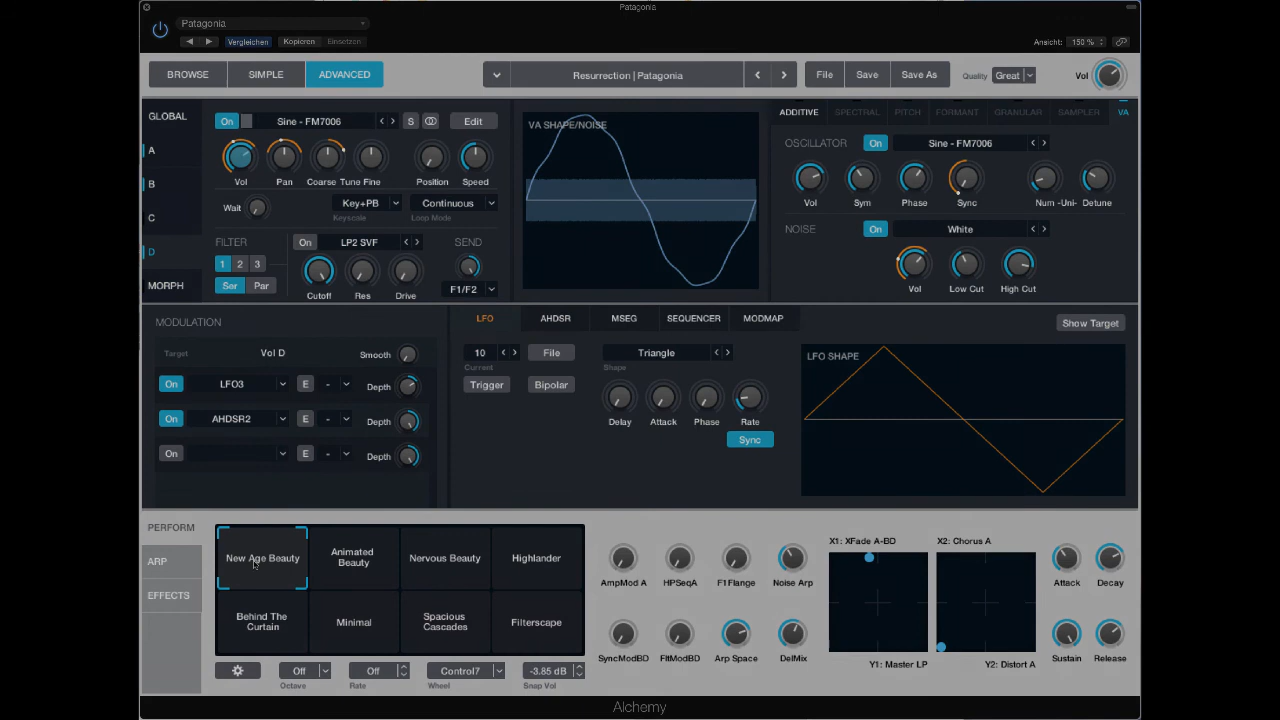 Patagonia
Patagonia
Vergleichen Kopieren Einsetzen
Ansicht: 150 %
BROWSE SIMPLE ADVANCED
Resurrection | Patagonia
File Save Save As
Quality Great
Vol
GLOBAL
A
B
C
D
MORPH
On Sine - FM7006 S Edit
Vol Pan Coarse Tune Fine Position Speed
Wait
Key+PB
Keyscale
Continuous
Loop Mode
FILTER
On LP2 SVF
SEND
1 2 3
Ser Par
Cutoff Res Drive
F1/F2
VA SHAPE/NOISE
ADDITIVE SPECTRAL PITCH FORMANT GRANULAR SAMPLER VA
OSCILLATOR On Sine - FM7006
Vol Sym Phase Sync Num -Uni- Detune
NOISE On White
Vol Low Cut High Cut
MODULATION
Target Vol D Smooth
On LFO3 E - Depth
On AHDSR2 E - Depth
On E - Depth
LFO AHDSR MSEG SEQUENCER MODMAP
Show Target
10 File
Current
Trigger Bipolar
Triangle
Shape
Delay Attack Phase Rate
Sync
LFO SHAPE
PERFORM
ARP
EFFECTS
New Age Beauty
Animated
Beauty
Nervous Beauty
Highlander
Behind The
Curtain
Minimal
Spacious
Cascades
Filterscape
Off
Octave
Off
Rate
Control7
Wheel
-3.85 dB
Snap Vol
AmpMod A HPSeqA F1Flange Noise Arp
SyncModBD FltModBD Arp Space DelMix
X1: XFade A-BD
Y1: Master LP
X2: Chorus A
Y2: Distort A
Attack Decay
Sustain Release
Alchemy